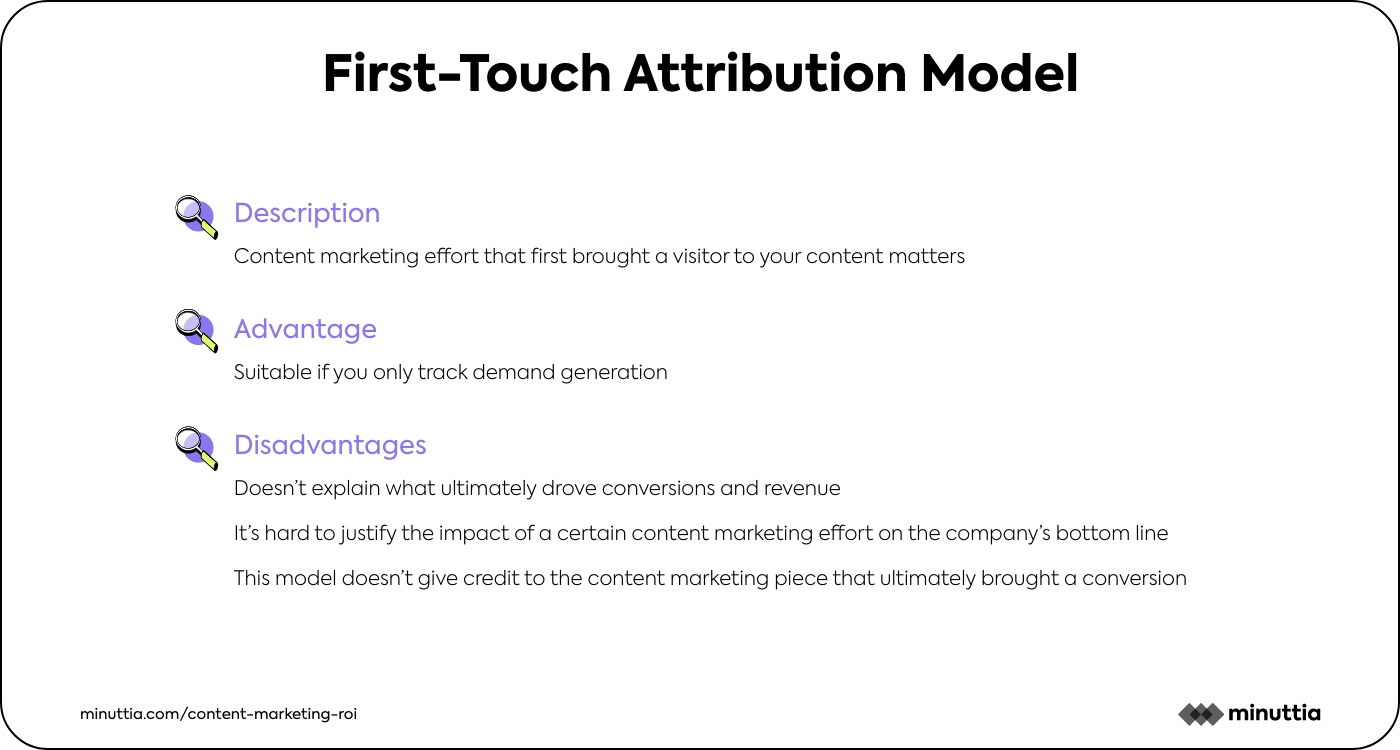 First-Touch Attribution Model
Description
Content marketing effort that first brought a visitor to your content matters
Advantage
Suitable if you only track demand generation
Disadvantages
Doesn’t explain what ultimately drove conversions and revenue
It’s hard to justify the impact of a certain content marketing effort on the company’s bottom line
This model doesn’t give credit to the content marketing piece that ultimately brought a conversion
minuttia.com/content-marketing-roi
minuttia